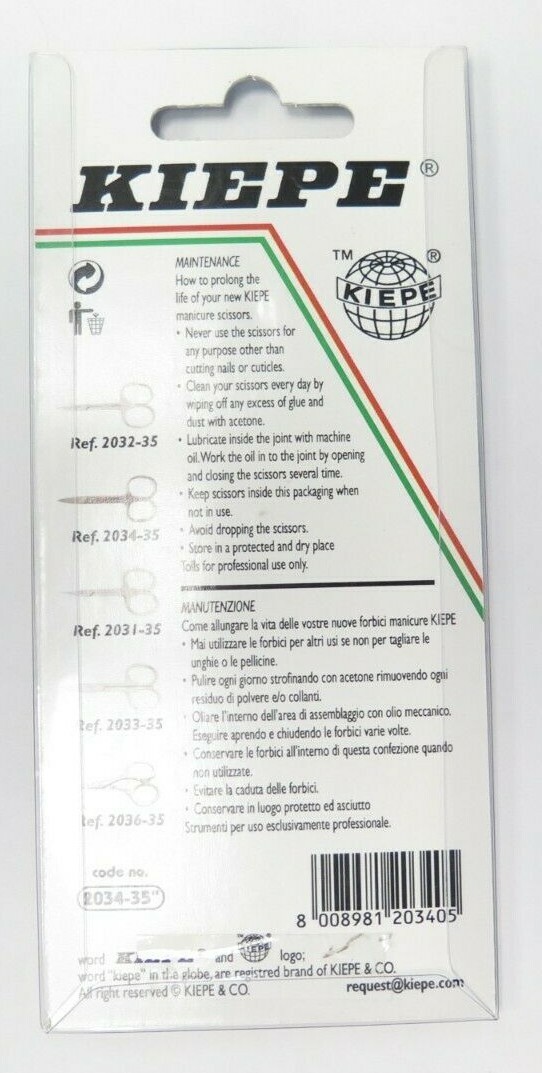 KIEPE®
MAINTENANCE
How to prolong the
life of your new KIEPE
manicure scissors.
• Never use the scissors for
any purpose other than
cutting nails or cuticles.
• Clean your scissors every day by
wiping off any excess of glue and
dust with acetone.
• Lubricate inside the joint with machine
oil. Work the oil in to the joint by opening
and closing the scissors several time.
• Keep scissors inside this packaging when
not in use.
• Avoid dropping the scissors.
• Store in a protected and dry place
Tolls for professional use only.
TM KIEPE ®
Ref. 2032-35
Ref. 2034-35
Ref. 2031-35
Ref. 2033-35
Ref. 2036-35
MANUTENZIONE
Come allungare la vita delle vostre nuove forbici manicure KIEPE
• Mai utilizzare le forbici per altri usi se non per tagliare le
unghie o le pellicine.
• Pulire ogni giorno strofinando con acetone rimuovendo ogni
residuo di polvere e/o collanti.
• Oliare l'interno dell'area di assemblaggio con olio meccanico.
Eseguire aprendo e chiudendo le forbici varie volte.
• Conservare le forbici all'interno di questa confezione quando
non utilizzate.
• Evitare la caduta delle forbici.
• Conservare in luogo protetto ed asciutto
Strumenti per uso esclusivamente professionale.
code no.
2034-35"
8 008981 203405
word KIEPE and KIEPE logo;
word "kiepe" in the globe, are registred brand of KIEPE & CO.
All right reserved © KIEPE & CO.
request@kiepe.com